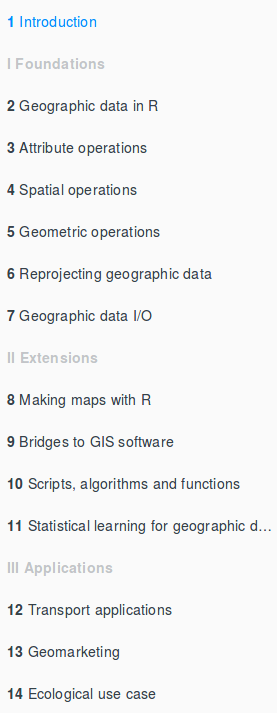 1 Introduction
I Foundations
2 Geographic data in R
3 Attribute operations
4 Spatial operations
5 Geometric operations
6 Reprojecting geographic data
7 Geographic data I/O
II Extensions
8 Making maps with R
9 Bridges to GIS software
10 Scripts, algorithms and functions
11 Statistical learning for geographic d…
III Applications
12 Transport applications
13 Geomarketing
14 Ecological use case